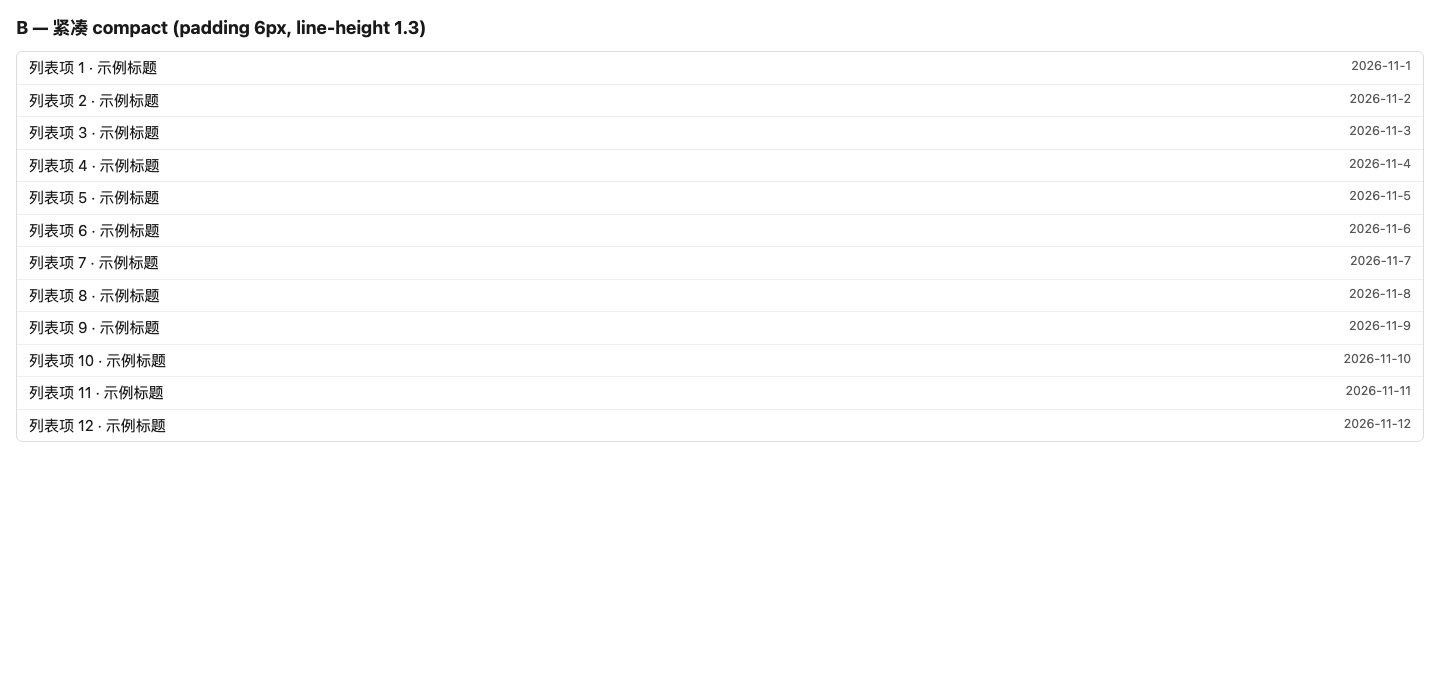 B — 紧凑 compact (padding 6px, line-height 1.3)
列表项 1 · 示例标题 2026-11-1
列表项 2 · 示例标题 2026-11-2
列表项 3 · 示例标题 2026-11-3
列表项 4 · 示例标题 2026-11-4
列表项 5 · 示例标题 2026-11-5
列表项 6 · 示例标题 2026-11-6
列表项 7 · 示例标题 2026-11-7
列表项 8 · 示例标题 2026-11-8
列表项 9 · 示例标题 2026-11-9
列表项 10 · 示例标题 2026-11-10
列表项 11 · 示例标题 2026-11-11
列表项 12 · 示例标题 2026-11-12